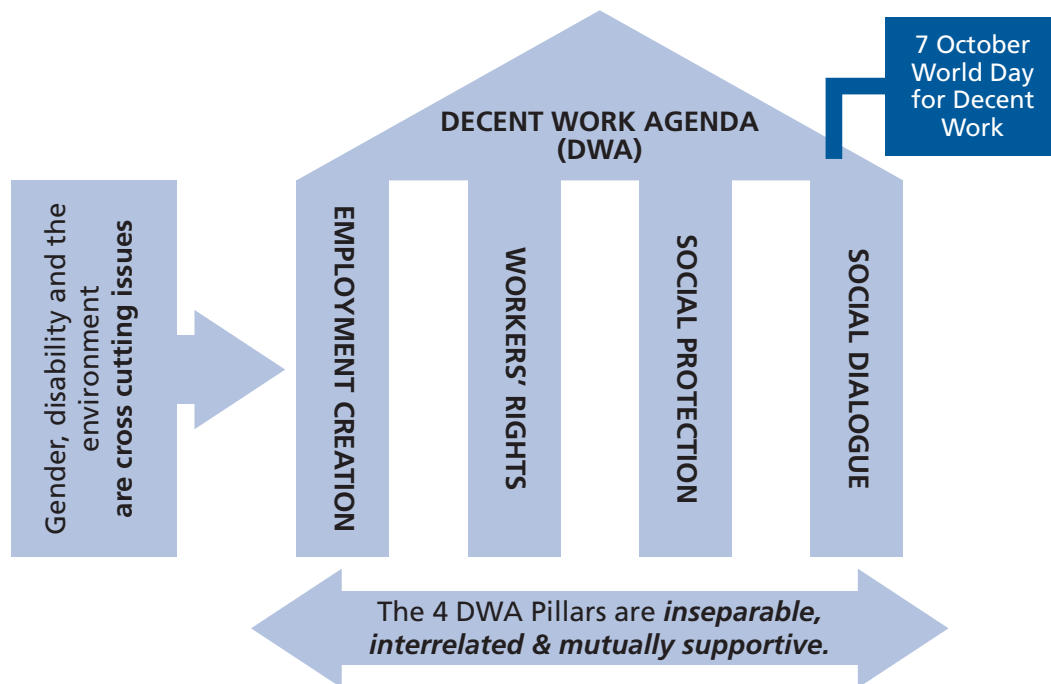 DECENT WORK AGENDA
(DWA)
7 October
World Day
for Decent
Work
Gender, disability and the
environment
are cross cutting issues
EMPLOYMENT CREATION
WORKERS’ RIGHTS
SOCIAL PROTECTION
SOCIAL DIALOGUE
The 4 DWA Pillars are inseparable,
interrelated & mutually supportive.